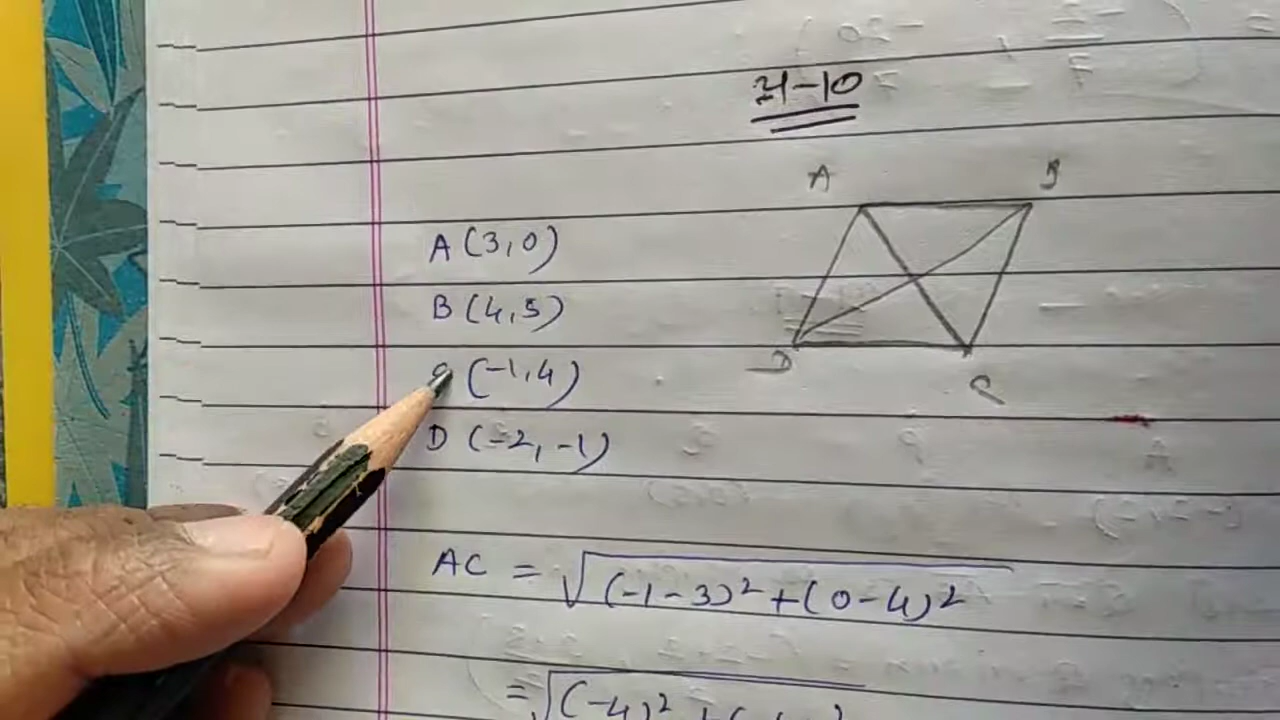 મ-10
A B
A (3,0)
B (4,5)
C (-1,4)
D C
D (-2,-1)
AC = √(-1-3)² + (0-4)²
= √(-4)² + (